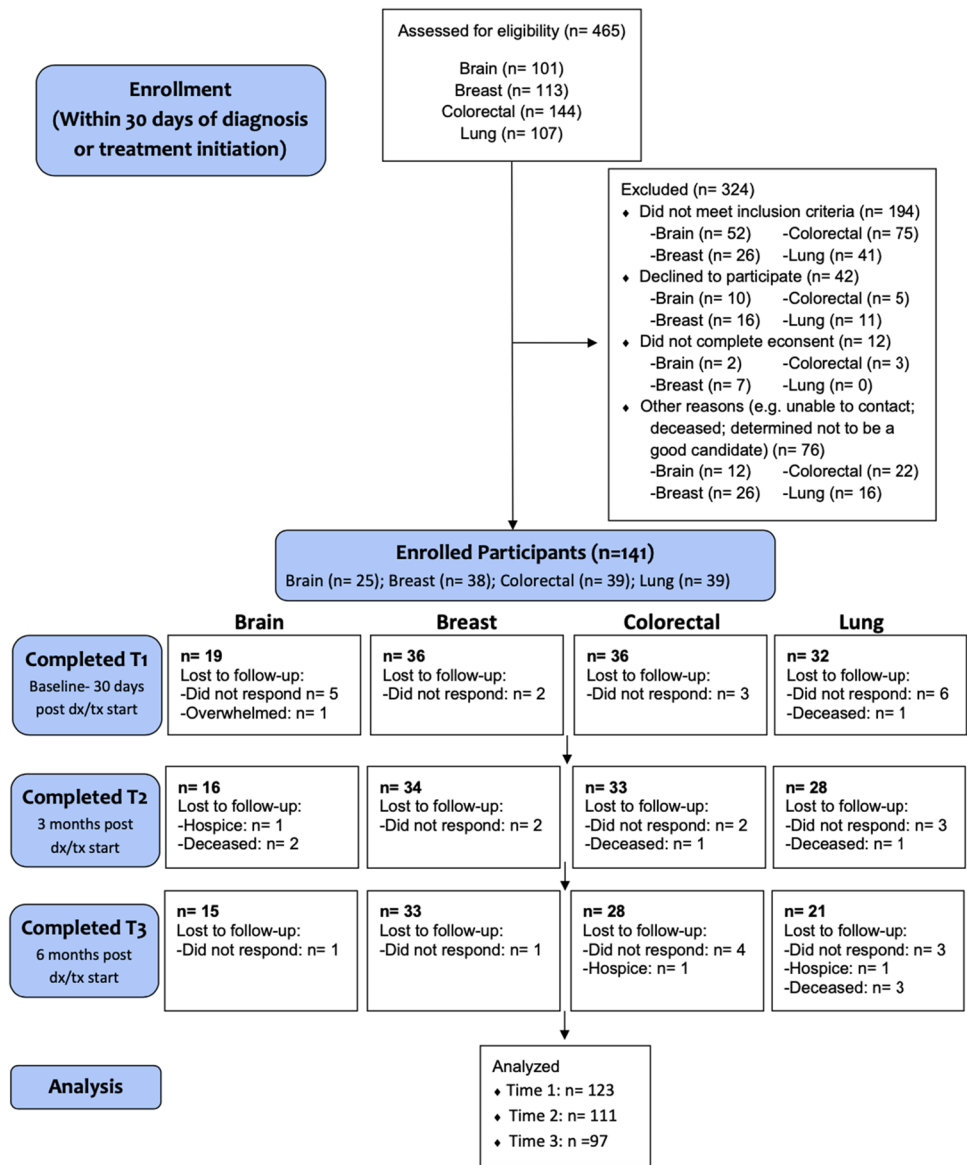 Assessed for eligibility (n= 465)
Brain (n= 101)
Breast (n= 113)
Colorectal (n= 144)
Lung (n= 107)
Enrollment
(Within 30 days of diagnosis
or treatment initiation)
Excluded (n= 324)
♦ Did not meet inclusion criteria (n= 194)
-Brain (n= 52) -Colorectal (n= 75)
-Breast (n= 26) -Lung (n= 41)
♦ Declined to participate (n= 42)
-Brain (n= 10) -Colorectal (n= 5)
-Breast (n= 16) -Lung (n= 11)
♦ Did not complete econsent (n= 12)
-Brain (n= 2) -Colorectal (n= 3)
-Breast (n= 7) -Lung (n= 0)
♦ Other reasons (e.g. unable to contact;
deceased; determined not to be a
good candidate) (n= 76)
-Brain (n= 12) -Colorectal (n= 22)
-Breast (n= 26) -Lung (n= 16)
Enrolled Participants (n=141)
Brain (n= 25); Breast (n= 38); Colorectal (n= 39); Lung (n= 39)
Brain Breast Colorectal Lung
Completed T1
Baseline- 30 days
post dx/tx start
n= 19
Lost to follow-up:
-Did not respond n= 5
-Overwhelmed: n= 1
n= 36
Lost to follow-up:
-Did not respond: n= 2
n= 36
Lost to follow-up:
-Did not respond: n= 3
n= 32
Lost to follow-up:
-Did not respond: n= 6
-Deceased: n= 1
Completed T2
3 months post
dx/tx start
n= 16
Lost to follow-up:
-Hospice: n= 1
-Deceased: n= 2
n= 34
Lost to follow-up:
-Did not respond: n= 2
n= 33
Lost to follow-up:
-Did not respond: n= 2
-Deceased: n= 1
n= 28
Lost to follow-up:
-Did not respond: n= 3
-Deceased: n= 1
Completed T3
6 months post
dx/tx start
n= 15
Lost to follow-up:
-Did not respond: n= 1
n= 33
Lost to follow-up:
-Did not respond: n= 1
n= 28
Lost to follow-up:
-Did not respond: n= 4
-Hospice: n= 1
n= 21
Lost to follow-up:
-Did not respond: n= 3
-Hospice: n= 1
-Deceased: n= 3
Analysis
Analyzed
♦ Time 1: n= 123
♦ Time 2: n= 111
♦ Time 3: n =97